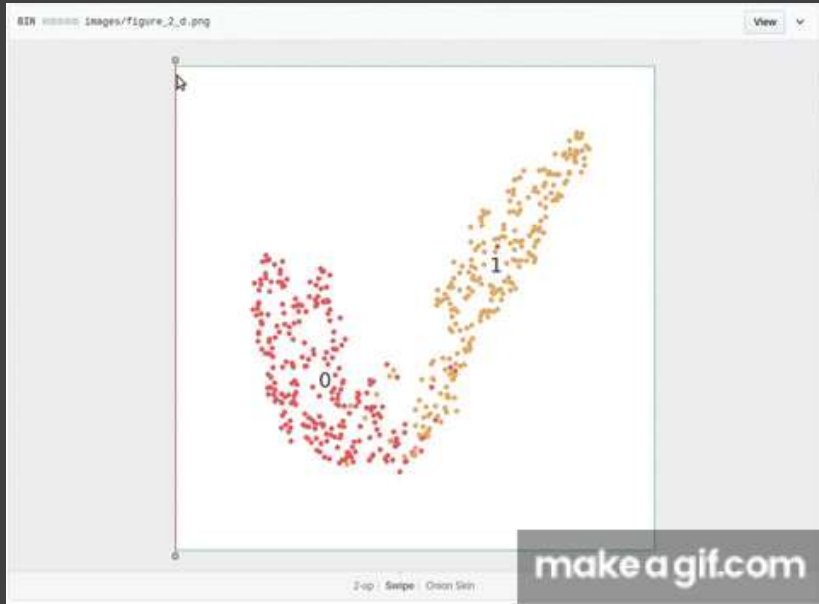 BIN images/figure_2_d.png View
1
0
2-up Swipe Onion Skin
makeagif.com